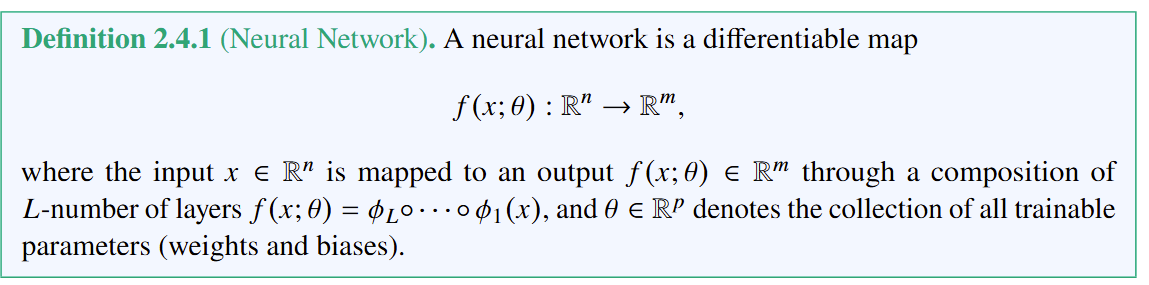 Definition 2.4.1 (Neural Network). A neural network is a differentiable map
f(x; θ) : ℝⁿ → ℝᵐ,
where the input x ∈ ℝⁿ is mapped to an output f(x; θ) ∈ ℝᵐ through a composition of
L-number of layers f(x; θ) = ϕ_L ∘ ⋯ ∘ ϕ₁(x), and θ ∈ ℝᵖ denotes the collection of all trainable
parameters (weights and biases).